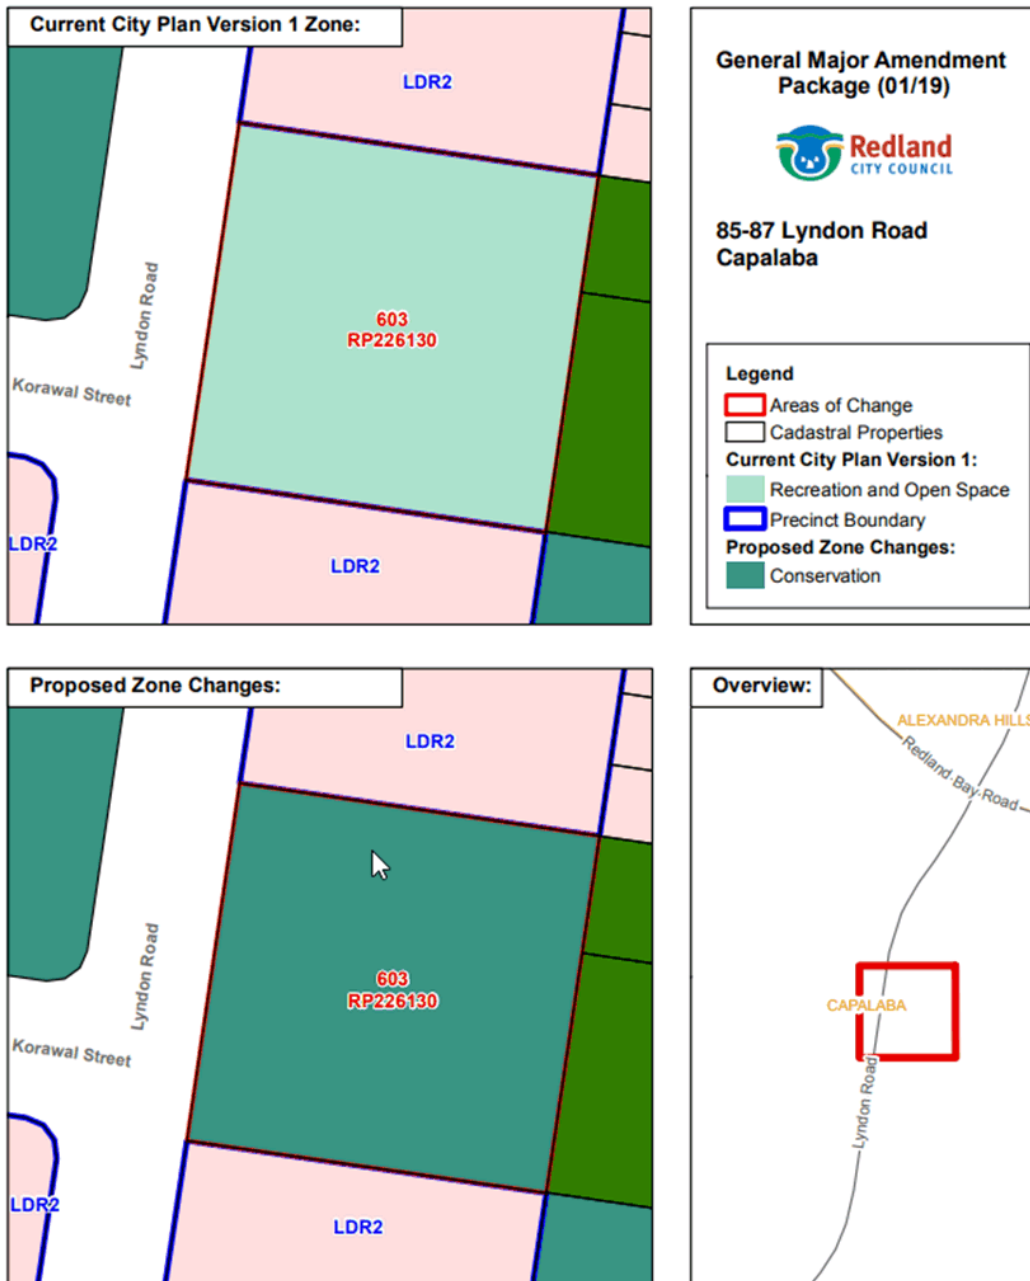 Current City Plan Version 1 Zone:
LDR2
603
RP226130
Lyndon Road
Korawal Street
LDR2
LDR2
General Major Amendment
Package (01/19)
Redland
CITY COUNCIL
85-87 Lyndon Road
Capalaba
Legend
Areas of Change
Cadastral Properties
Current City Plan Version 1:
Recreation and Open Space
Precinct Boundary
Proposed Zone Changes:
Conservation
Proposed Zone Changes:
LDR2
603
RP226130
Lyndon Road
Korawal Street
LDR2
LDR2
Overview:
ALEXANDRA HILLS
Redland Bay Road
CAPALABA
Lyndon Road